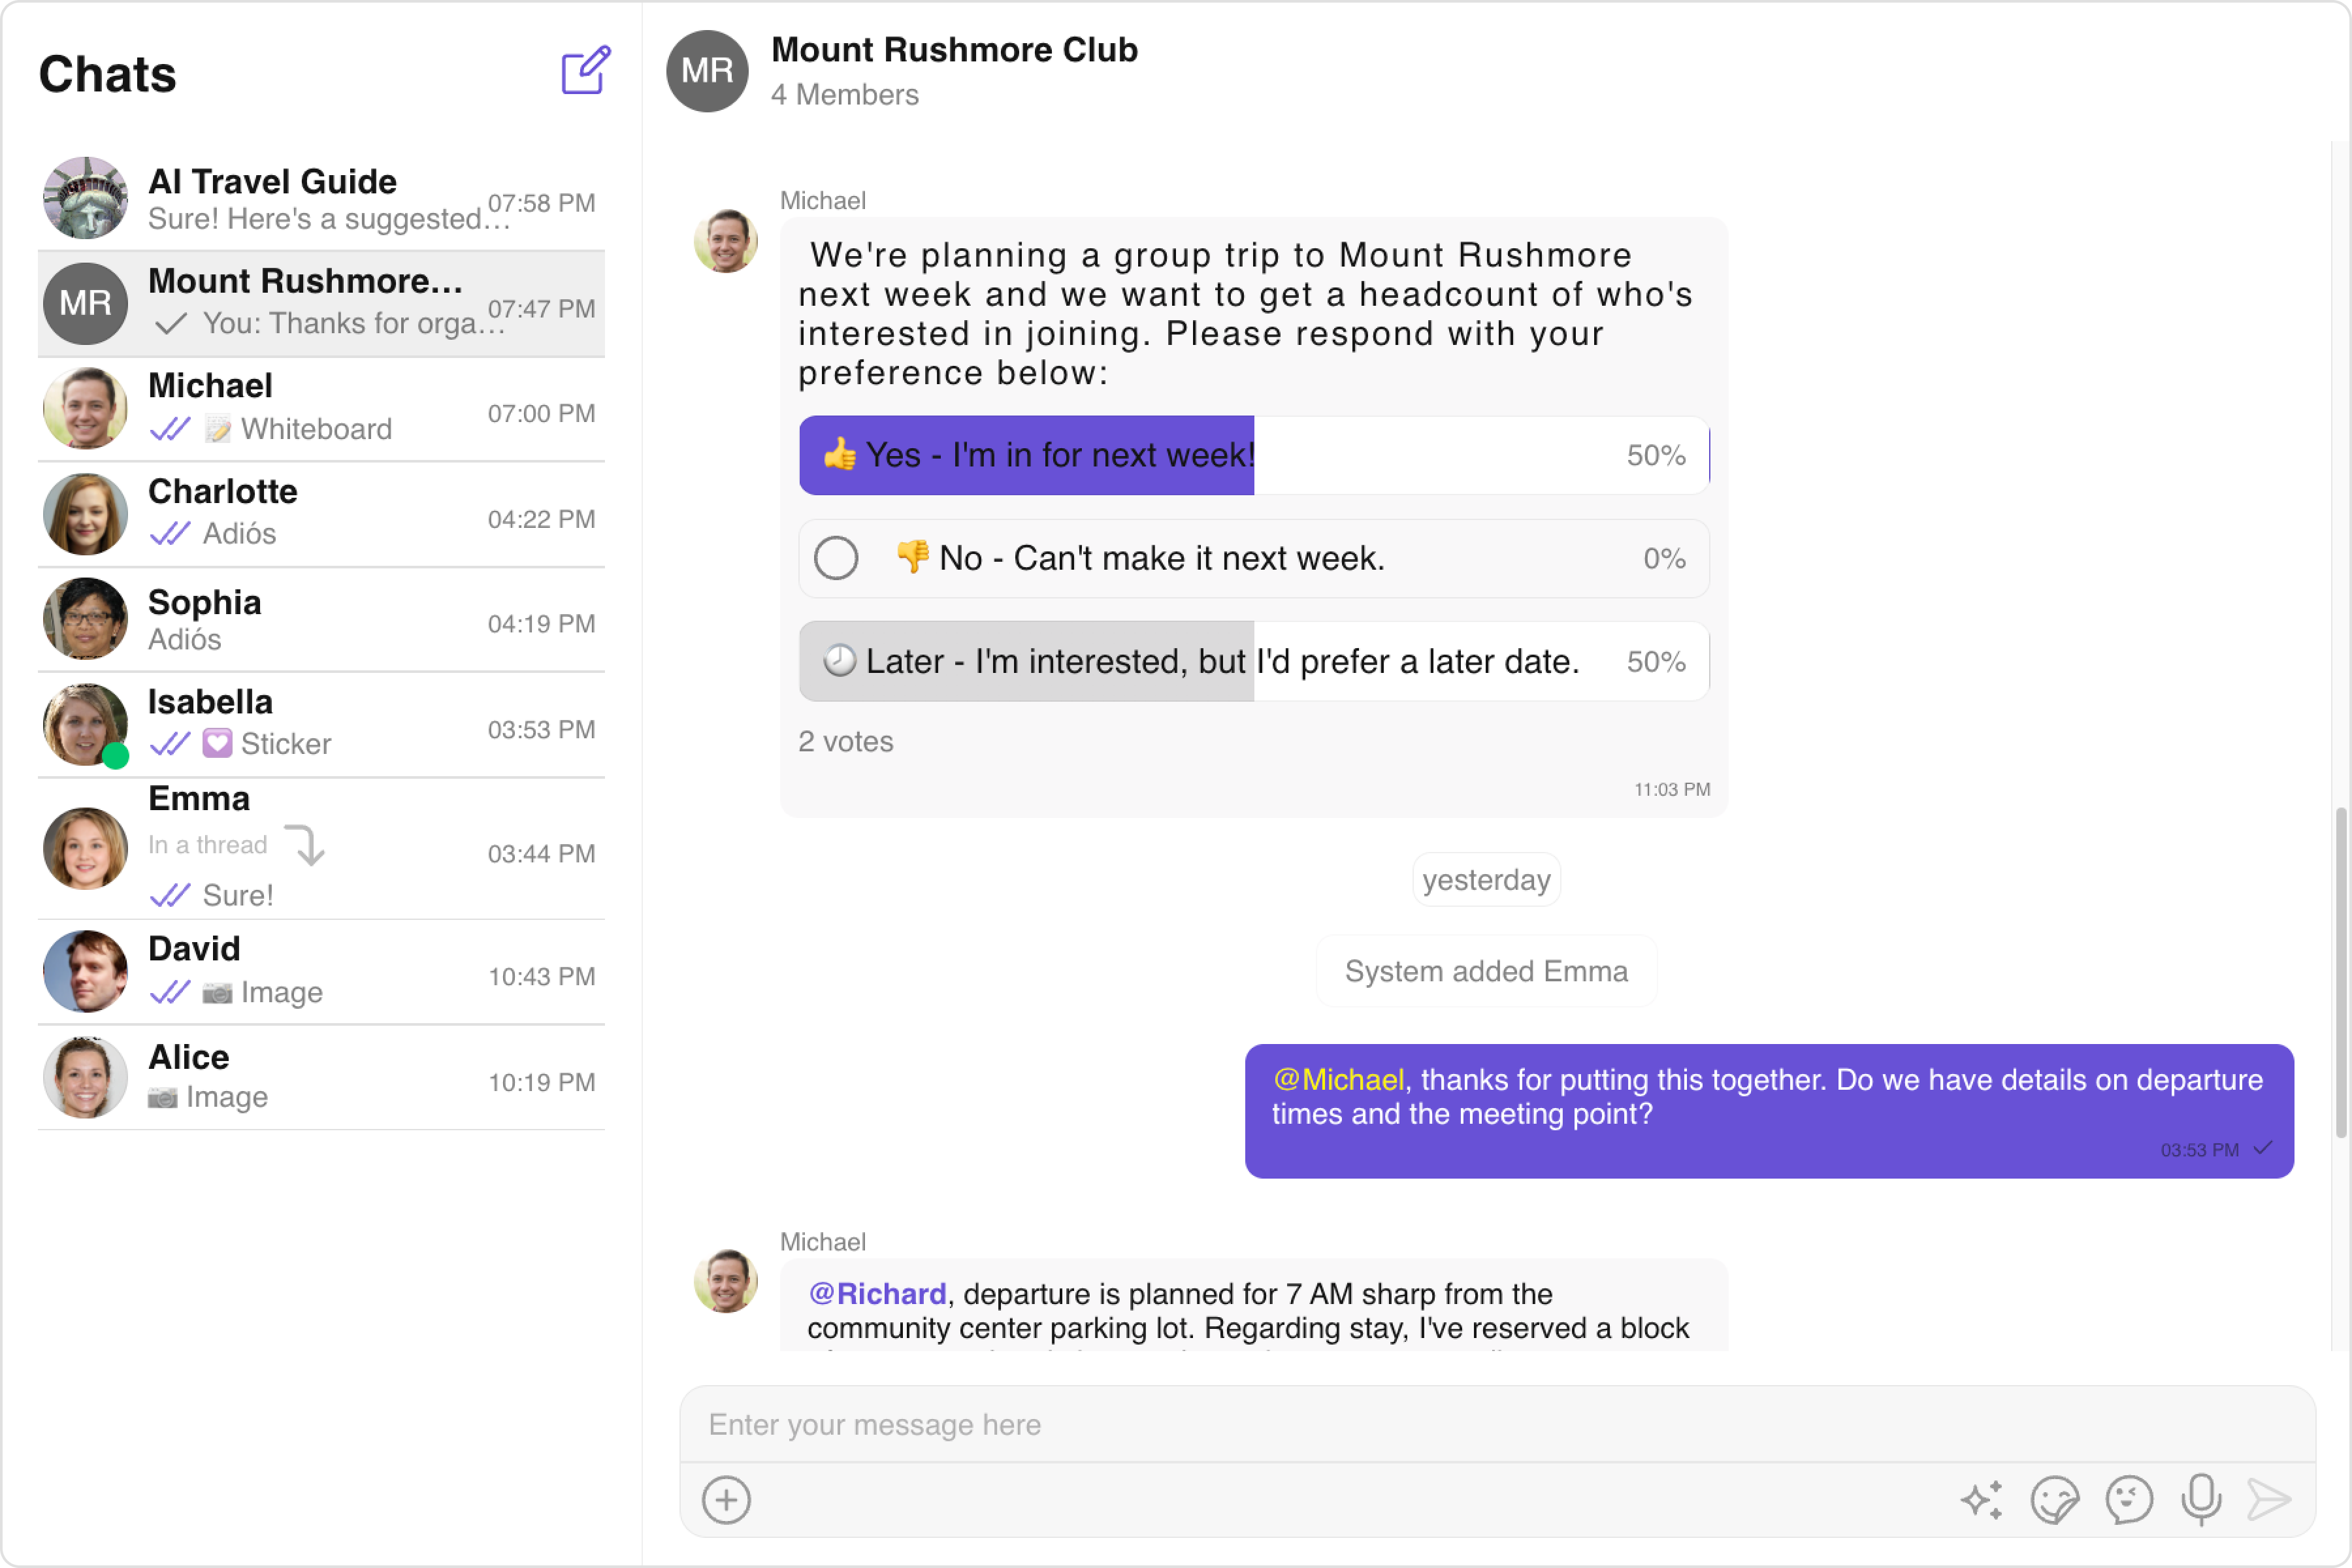 Chats
AI Travel Guide
Sure! Here's a suggested...
07:58 PM
MR
Mount Rushmore...
You: Thanks for orga...
07:47 PM
Michael
Whiteboard
07:00 PM
Charlotte
Adiós
04:22 PM
Sophia
Adiós
04:19 PM
Isabella
Sticker
03:53 PM
Emma
In a thread
Sure!
03:44 PM
David
Image
10:43 PM
Alice
Image
10:19 PM
MR
Mount Rushmore Club
4 Members
Michael
We're planning a group trip to Mount Rushmore
next week and we want to get a headcount of who's
interested in joining. Please respond with your
preference below:
👍 Yes - I'm in for next week! 50%
👎 No - Can't make it next week. 0%
🕗 Later - I'm interested, but I'd prefer a later date. 50%
2 votes
11:03 PM
yesterday
System added Emma
@Michael, thanks for putting this together. Do we have details on departure
times and the meeting point?
03:53 PM
Michael
@Richard, departure is planned for 7 AM sharp from the
community center parking lot. Regarding stay, I've reserved a block
Enter your message here